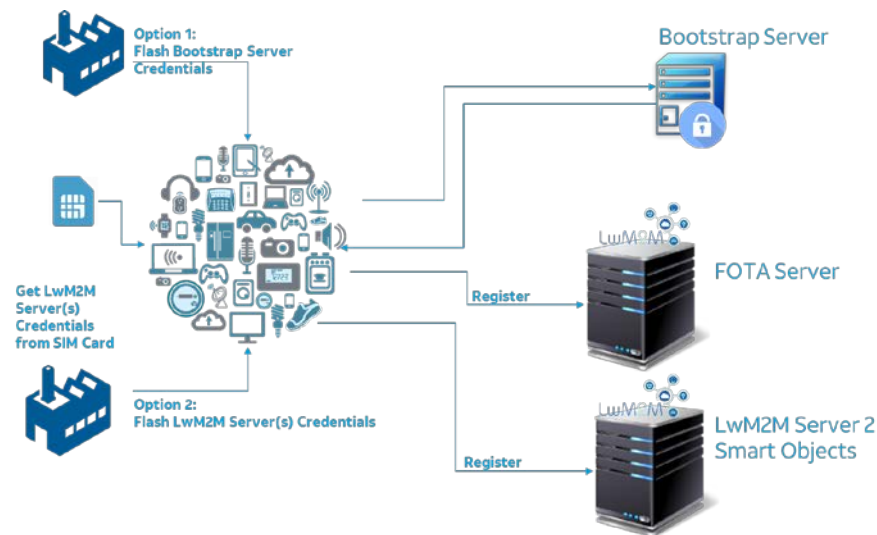 Option 1:
Flash Bootstrap Server
Credentials
Bootstrap Server
Get LwM2M
Server(s)
Credentials
from SIM Card
LwM2M
FOTA Server
Register
Option 2:
Flash LwM2M Server(s) Credentials
LwM2M
LwM2M Server 2
Smart Objects
Register